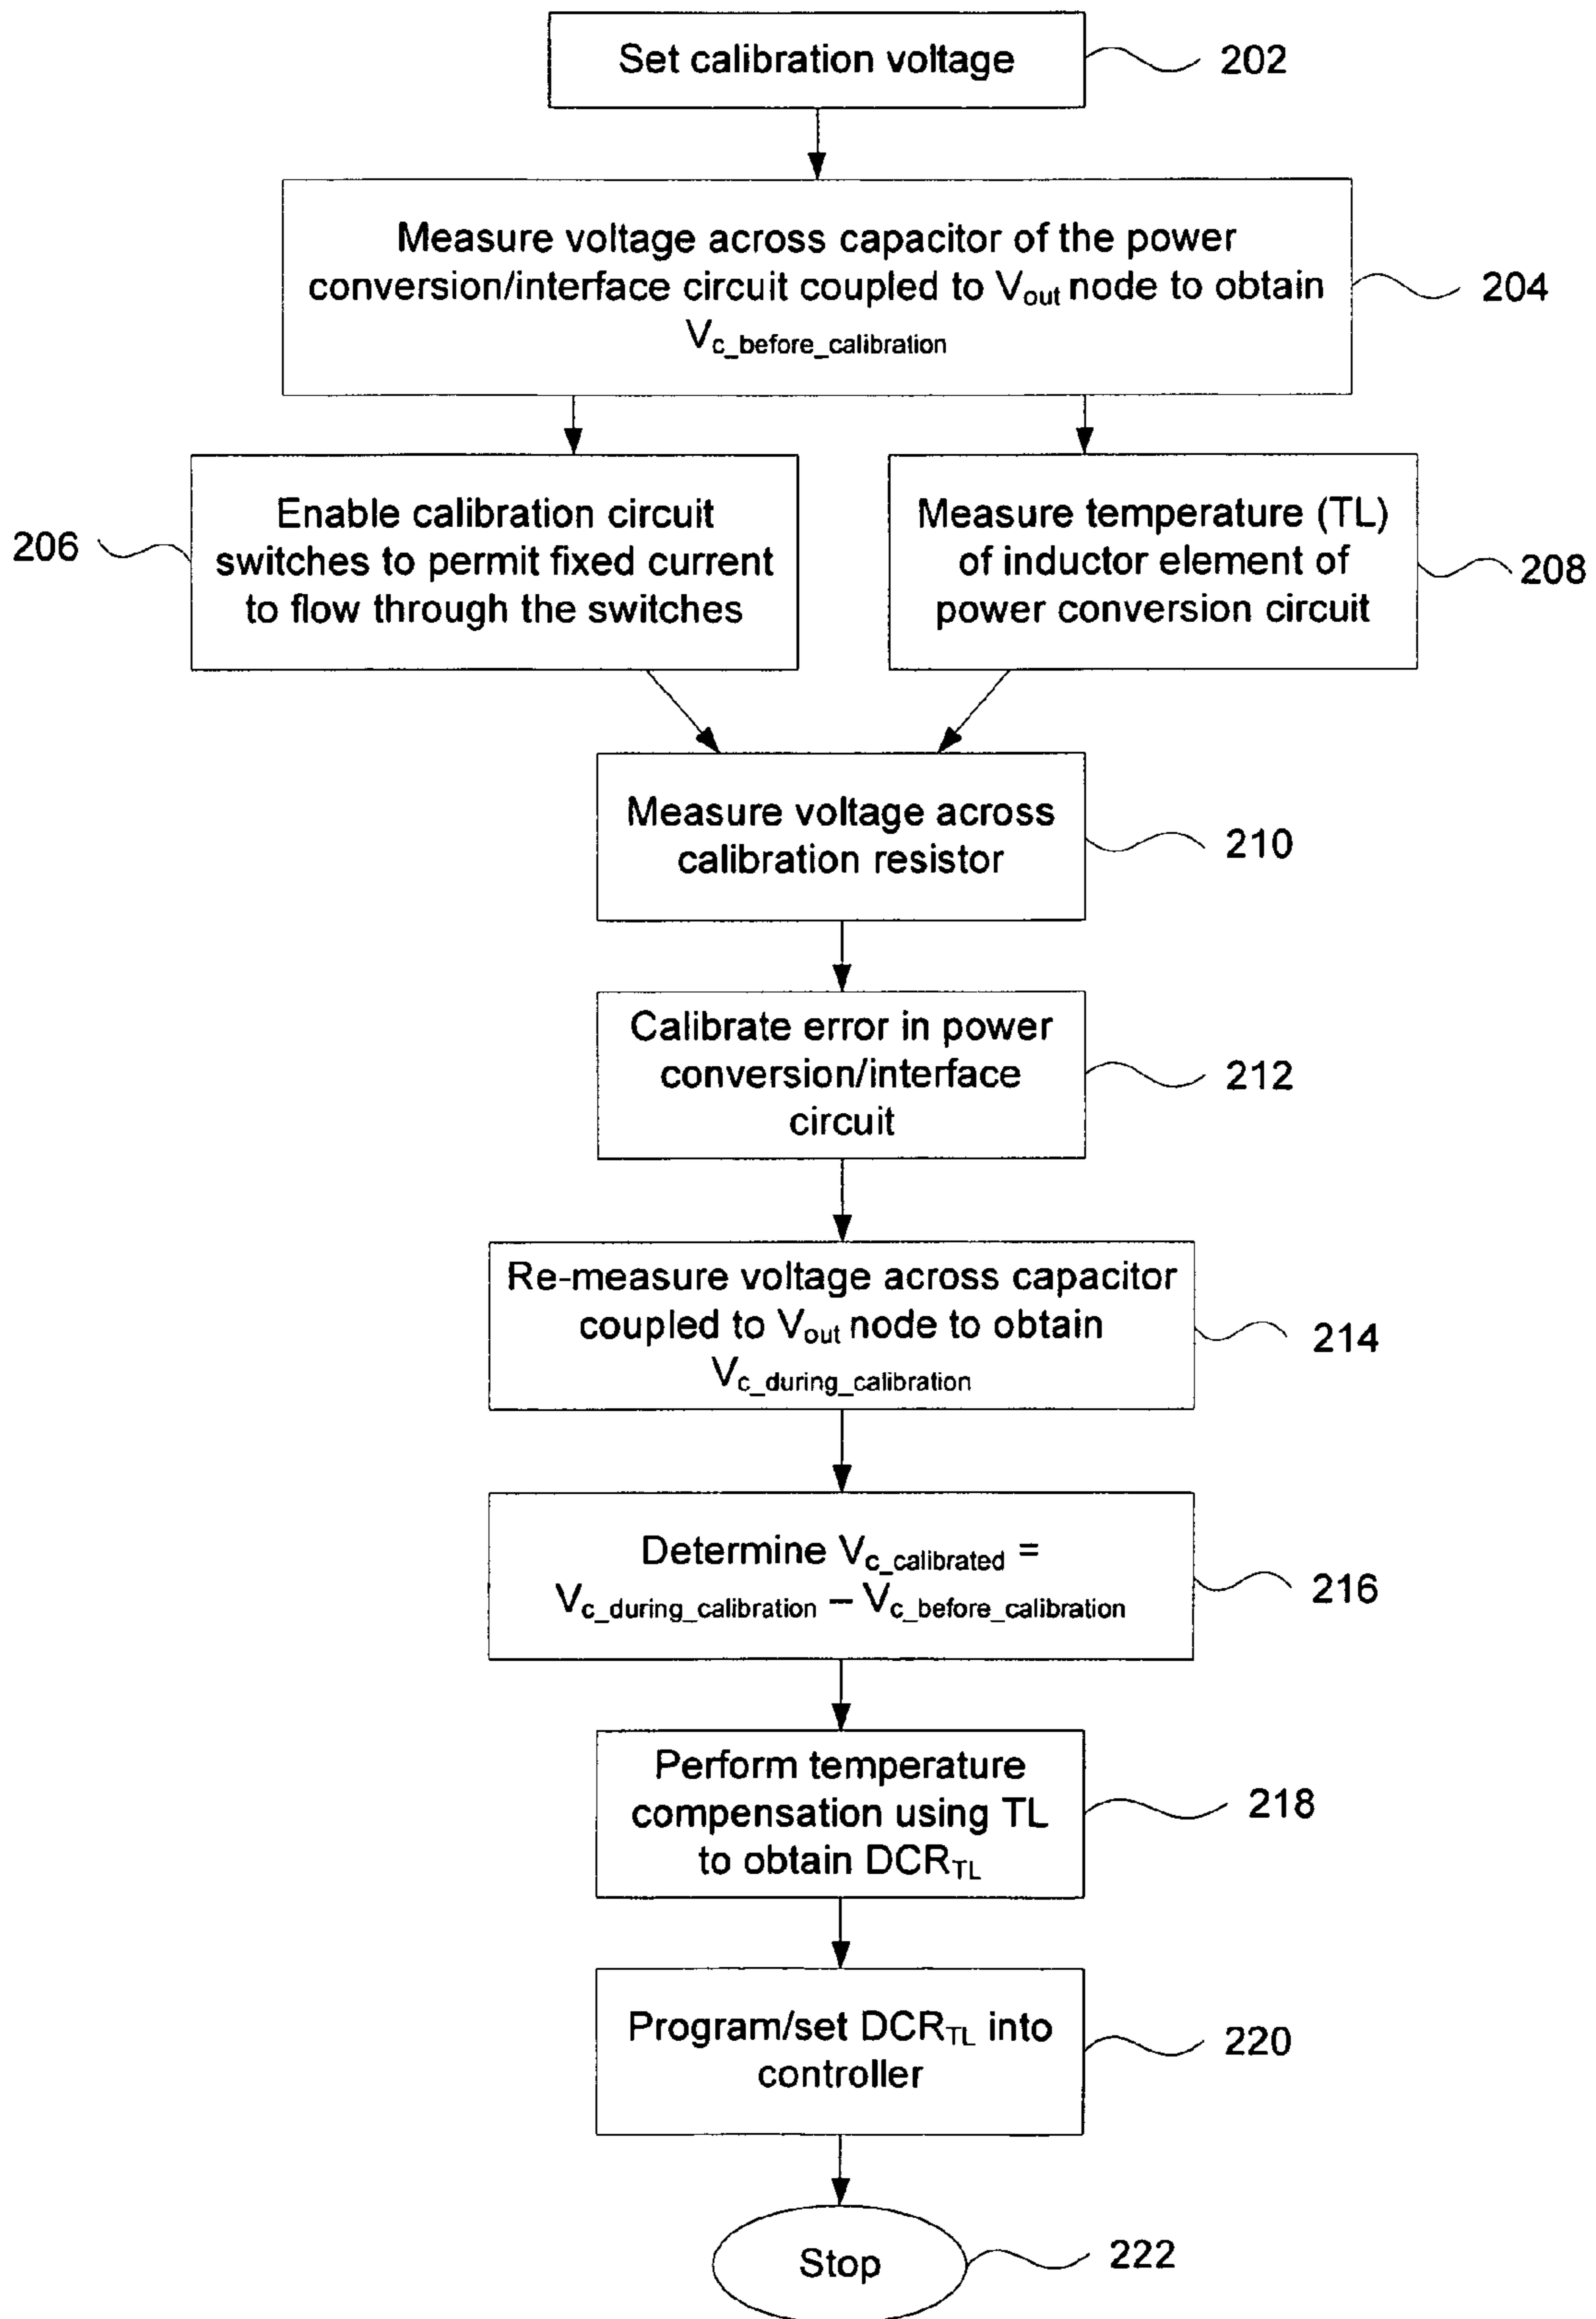 Set calibration voltage
202
Measure voltage across capacitor of the power
conversion/interface circuit coupled to Vout node to obtain
Vc_before_calibration
204
206
Enable calibration circuit
switches to permit fixed current
to flow through the switches
Measure temperature (TL)
of inductor element of
power conversion circuit
208
Measure voltage across
calibration resistor
210
Calibrate error in power
conversion/interface
circuit
212
Re-measure voltage across capacitor
coupled to Vout node to obtain
Vc_during_calibration
214
Determine Vc_calibrated =
Vc_during_calibration – Vc_before_calibration
216
Perform temperature
compensation using TL
to obtain DCRTL
218
Program/set DCRTL into
controller
220
Stop
222